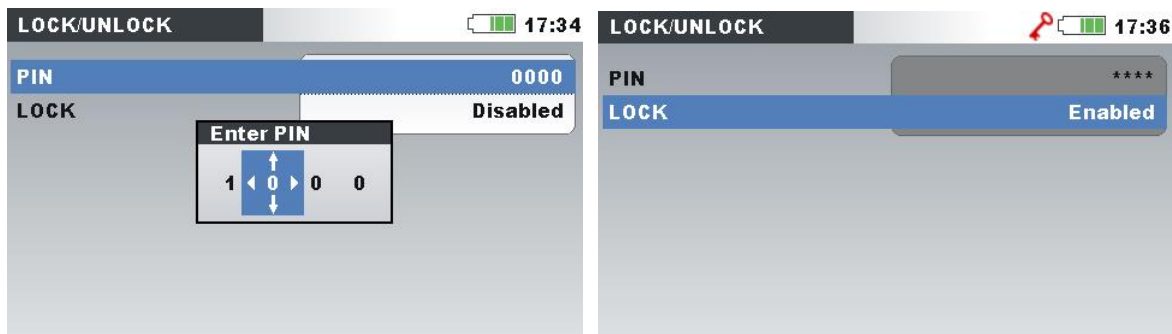 LOCK/UNLOCK 17:34
PIN 0000
LOCK Disabled
Enter PIN
1 0 0 0
LOCK/UNLOCK 17:36
PIN ****
LOCK Enabled